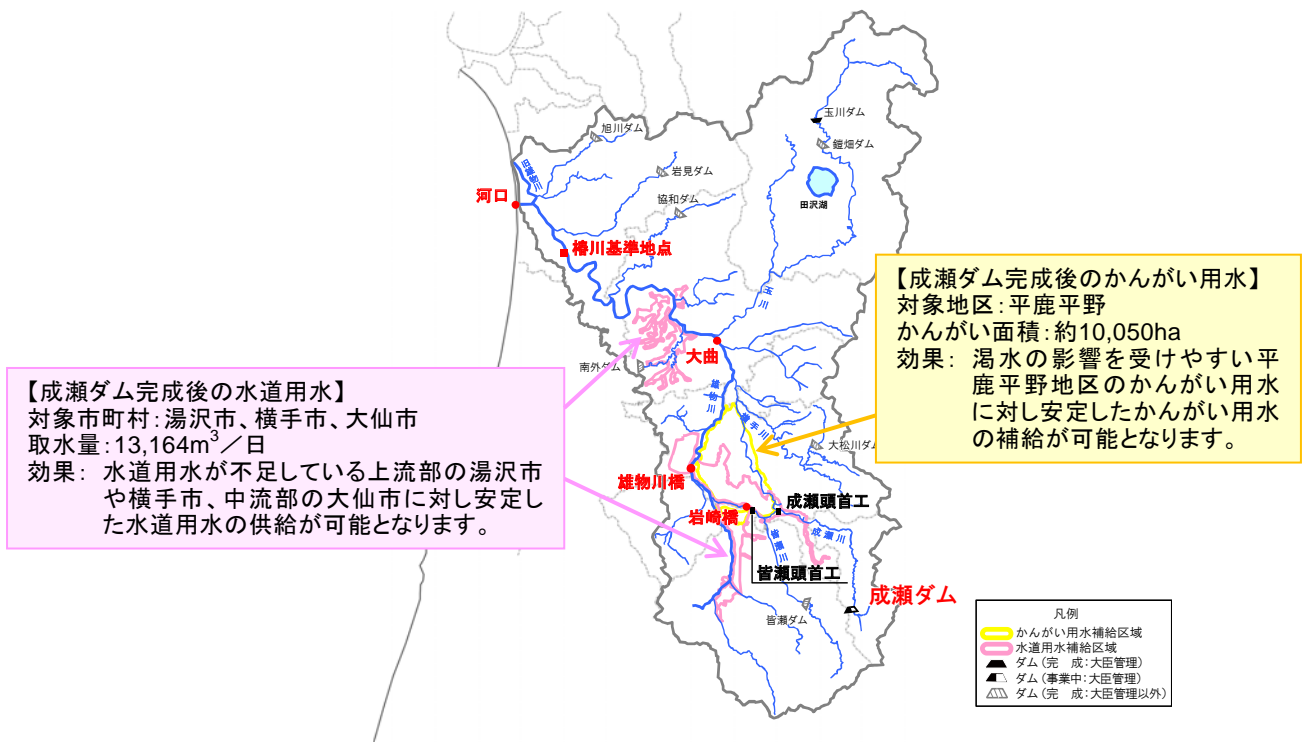 旭川ダム
玉川ダム
鎧畑ダム
岩見ダム
旧雄物川
河口
協和ダム
田沢湖
椿川基準地点
玉川
【成瀬ダム完成後のかんがい用水】
対象地区:平鹿平野
かんがい面積:約10,050ha
効果: 渇水の影響を受けやすい平
鹿平野地区のかんがい用水
に対し安定したかんがい用水
の補給が可能となります。
大曲
南外ダム
【成瀬ダム完成後の水道用水】
対象市町村:湯沢市、横手市、大仙市
取水量:13,164m³/日
効果: 水道用水が不足している上流部の湯沢市
や横手市、中流部の大仙市に対し安定し
た水道用水の供給が可能となります。
雄物川
横手川
大松川ダム
雄物川橋
成瀬頭首工
岩崎橋
皆瀬川
成瀬川
皆瀬頭首工
成瀬ダム
皆瀬ダム
凡例
かんがい用水補給区域
水道用水補給区域
ダム(完 成:大臣管理)
ダム(事業中:大臣管理)
ダム(完 成:大臣管理以外)